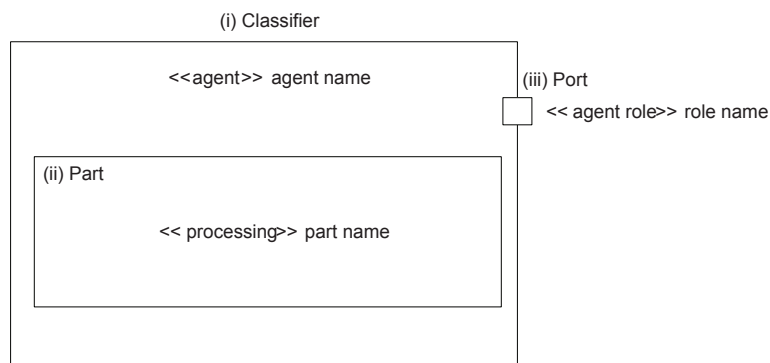 (i) Classifier
<<agent>> agent name
(iii) Port
<< agent role>> role name
(ii) Part
<< processing>> part name